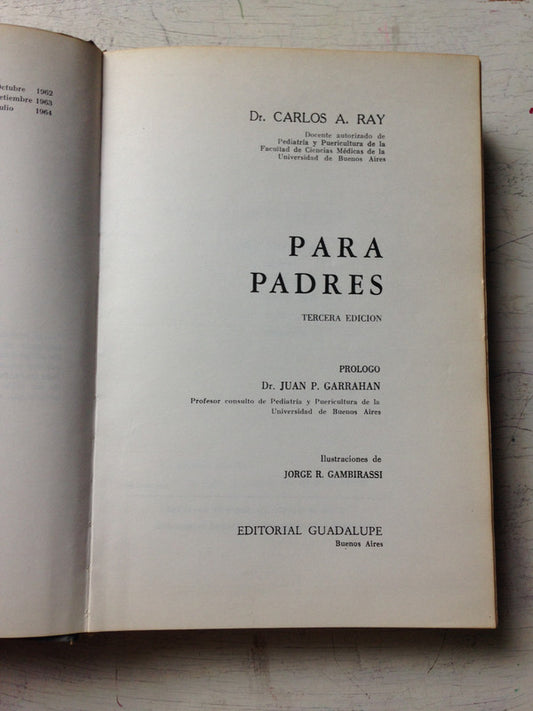 1962
etiembre 1963
ulio 1964
Dr. CARLOS A. RAY
Docente autorizado de
Pediatría y Puericultura de la
Facultad de Ciencias Médicas de la
Universidad de Buenos Aires
PARA
PADRES
TERCERA EDICION
PROLOGO
Dr. JUAN P. GARRAHAN
Profesor consulto de Pediatría y Puericultura de la
Universidad de Buenos Aires
Ilustraciones de
JORGE R. GAMBIRASSI
EDITORIAL GUADALUPE
Buenos Aires